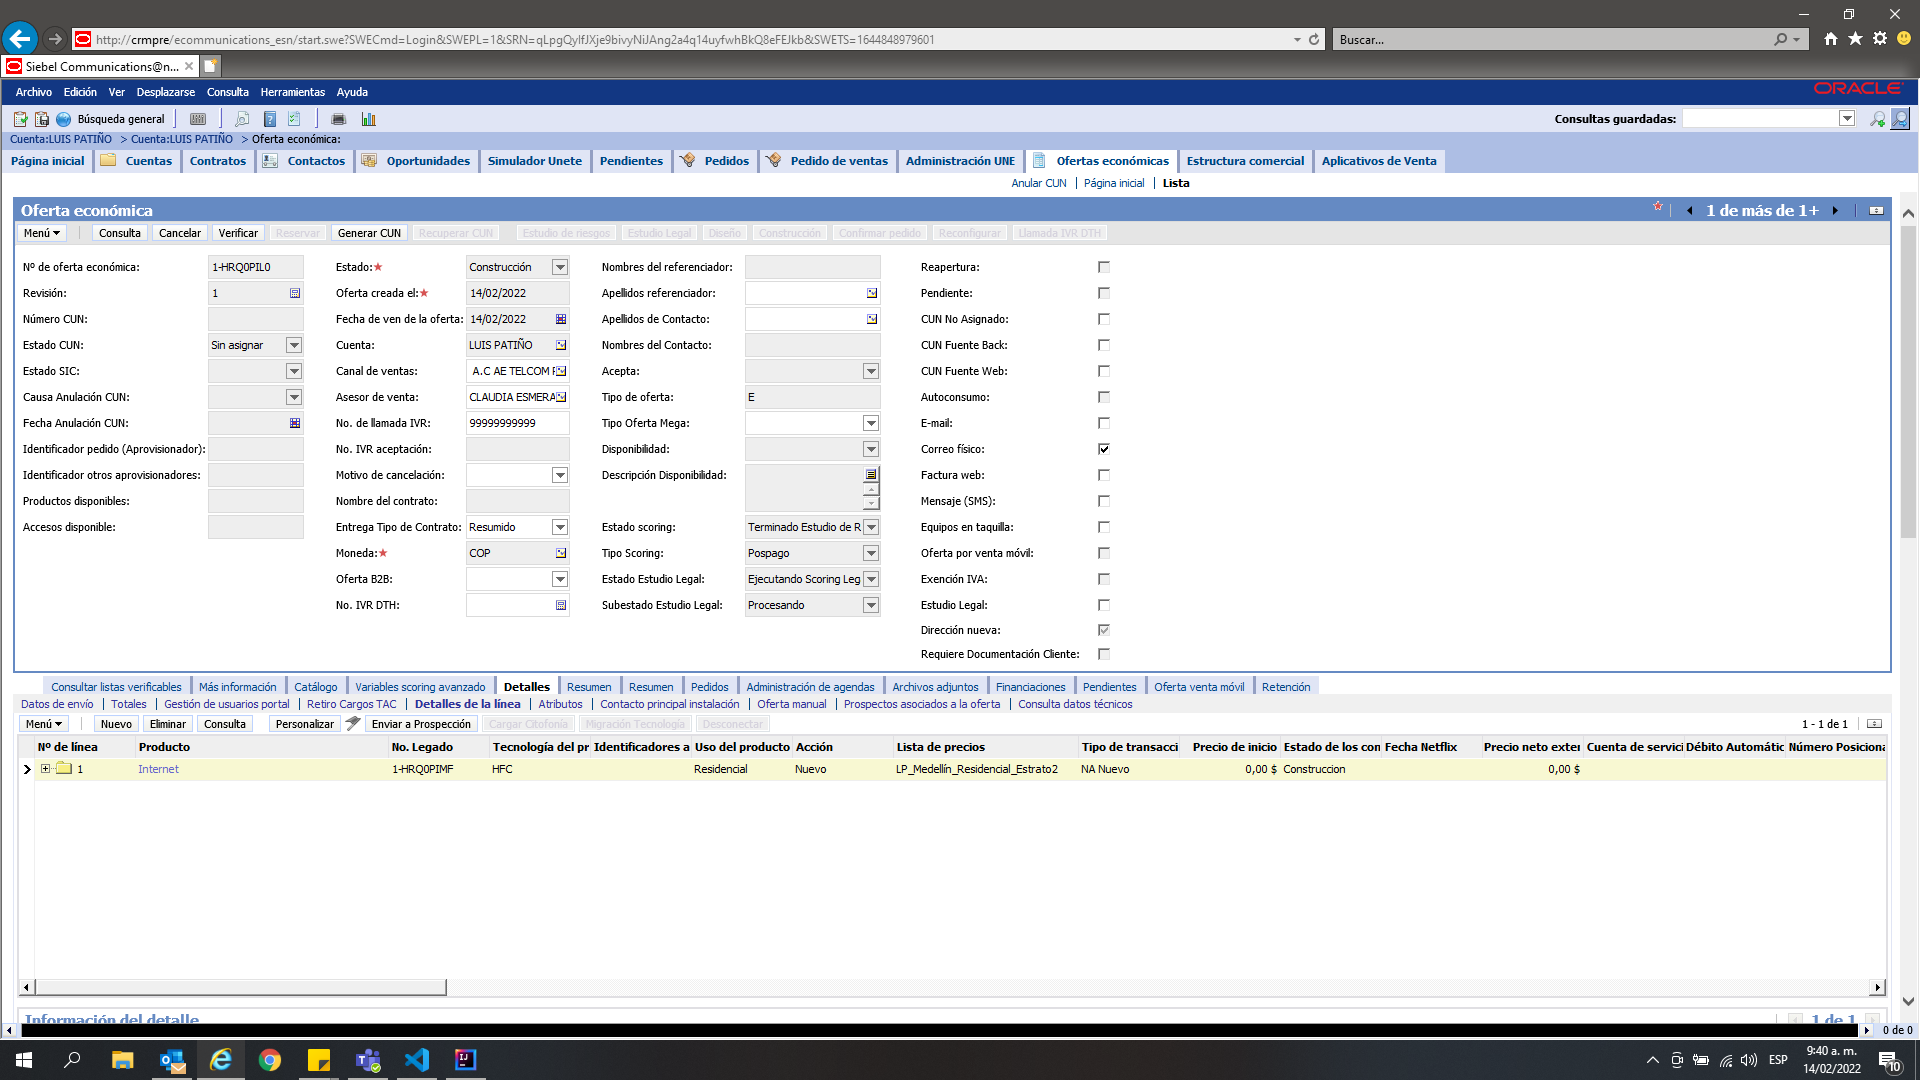 http://crmpre/ecommunications_esn/start.swe?SWECmd=Login&SWEPL=1&SRN=qLpgQylfJXje9bivyNiJAng2a4q14uyfwhBkQ8eFEJkb&SWETS=1644848979601
Buscar...
Siebel Communications@n...
Archivo Edición Ver Desplazarse Consulta Herramientas Ayuda
ORACLE
Búsqueda general
Consultas guardadas:
Cuenta:LUIS PATIÑO > Cuenta:LUIS PATIÑO > Oferta económica:
Página inicial Cuentas Contratos Contactos Oportunidades Simulador Unete Pendientes Pedidos Pedido de ventas Administración UNE Ofertas económicas Estructura comercial Aplicativos de Venta
Anular CUN | Página inicial | Lista
Oferta económica
1 de más de 1+
Menú Consulta Cancelar Verificar Reservar Generar CUN Recuperar CUN Estudio de riesgos Estudio Legal Diseño Construcción Confirmar pedido Reconfigurar Llamada IVR DTH
Nº de oferta económica: 1-HRQ0PIL0 Estado:★ Construcción Nombres del referenciador: Reapertura:
Revisión: 1 Oferta creada el:★ 14/02/2022 Apellidos referenciador: Pendiente:
Número CUN: Fecha de ven de la oferta: 14/02/2022 Apellidos de Contacto: CUN No Asignado:
Estado CUN: Sin asignar Cuenta: LUIS PATIÑO Nombres del Contacto: CUN Fuente Back:
Estado SIC: Canal de ventas: A.C AE TELCOM Acepta: CUN Fuente Web:
Causa Anulación CUN: Asesor de venta: CLAUDIA ESMERA Tipo de oferta: E Autoconsumo:
Fecha Anulación CUN: No. de llamada IVR: 99999999999 Tipo Oferta Mega: E-mail:
Identificador pedido (Aprovisionador): No. IVR aceptación: Disponibilidad: Correo físico:
Identificador otros aprovisionadores: Motivo de cancelación: Descripción Disponibilidad: Factura web:
Productos disponibles: Nombre del contrato: Mensaje (SMS):
Accesos disponible: Entrega Tipo de Contrato: Resumido Estado scoring: Terminado Estudio de R Equipos en taquilla:
Moneda:★ COP Tipo Scoring: Pospago Oferta por venta móvil:
Oferta B2B: Estado Estudio Legal: Ejecutando Scoring Leg Exención IVA:
No. IVR DTH: Subestado Estudio Legal: Procesando Estudio Legal:
Dirección nueva:
Requiere Documentación Cliente:
Consultar listas verificables Más información Catálogo Variables scoring avanzado Detalles Resumen Resumen Pedidos Administración de agendas Archivos adjuntos Financiaciones Pendientes Oferta venta móvil Retención
Datos de envío | Totales | Gestión de usuarios portal | Retiro Cargos TAC | Detalles de la línea | Atributos | Contacto principal instalación | Oferta manual | Prospectos asociados a la oferta | Consulta datos técnicos
Menú Nuevo Eliminar Consulta Personalizar Enviar a Prospección Cargar Citofonía Migración Tecnología Desconectar 1 - 1 de 1
Nº de línea Producto No. Legado Tecnología del pr Identificadores a Uso del producto Acción Lista de precios Tipo de transacci Precio de inicio Estado de los con Fecha Netflix Precio neto exter Cuenta de servici Débito Automátic Número Posiciona
1 Internet 1-HRQ0PIMF HFC Residencial Nuevo LP_Medellín_Residencial_Estrato2 NA Nuevo 0,00 $ Construccion 0,00 $
Información del detalle
1 de 1
0 de 0
ESP
9:40 a. m.
14/02/2022
10